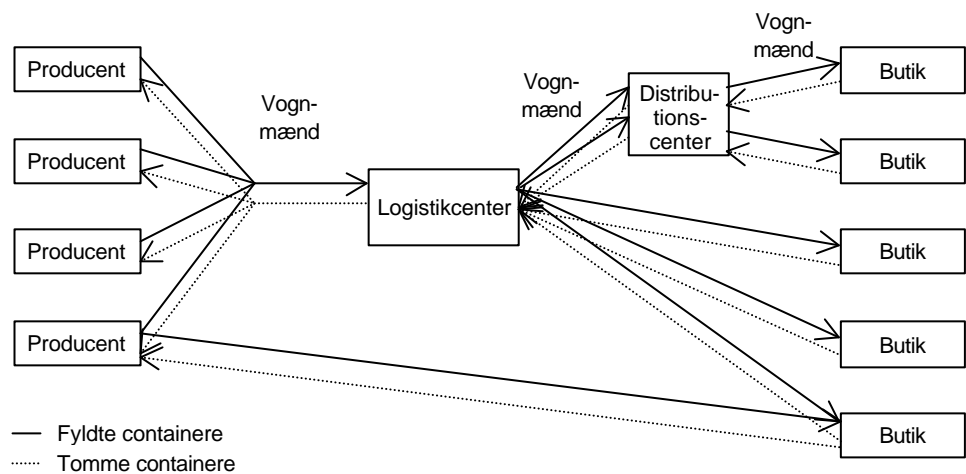 Vogn-
mænd
Producent
Vogn-
mænd
Vogn-
mænd
Distribu-
tions-
center
Butik
Producent
Butik
Logistikcenter
Producent
Butik
Producent
Butik
Butik
Fyldte containere
Tomme containere